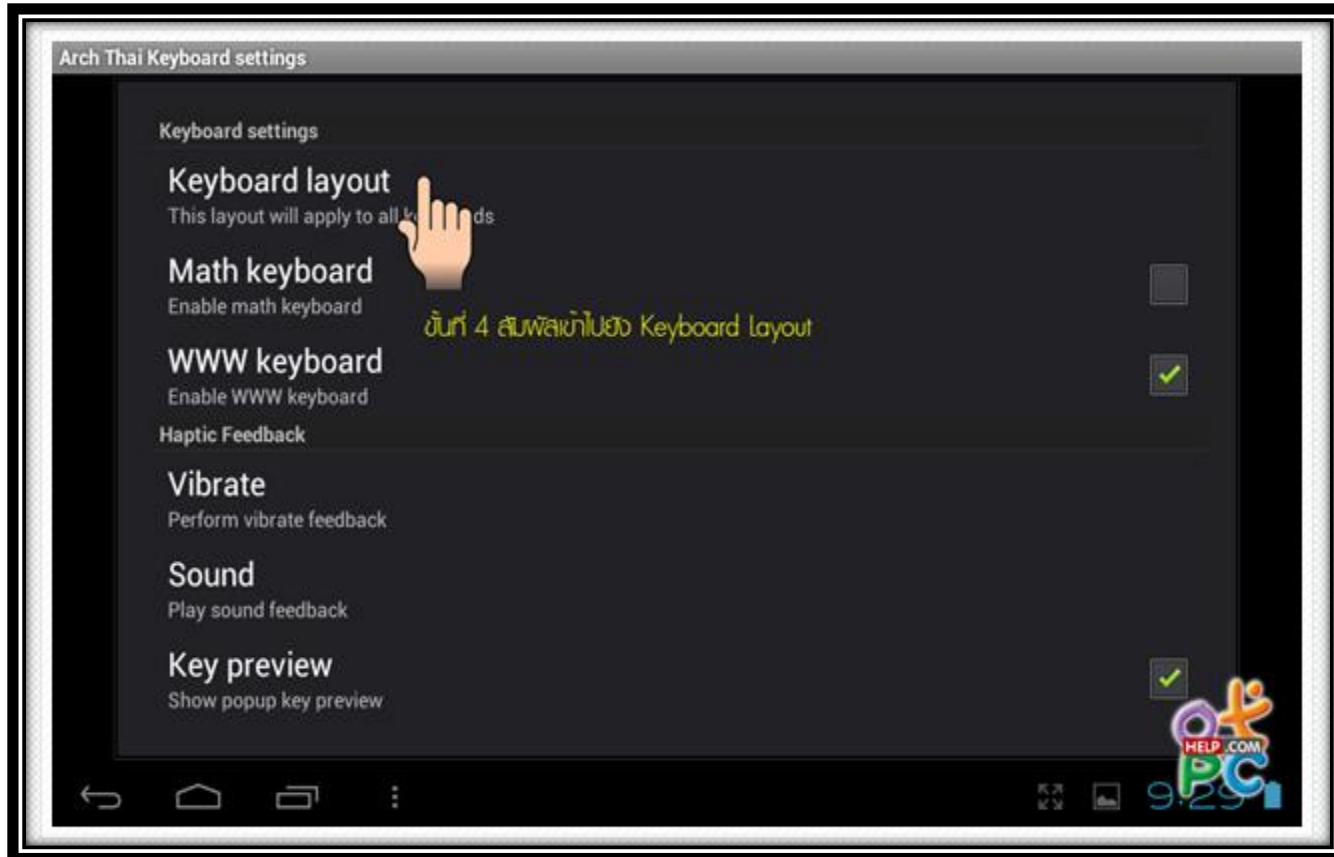 Arch Thai Keyboard settings
Keyboard settings
Keyboard layout
This layout will apply to all ds
Math keyboard
Enable math keyboard
ขั้นที่ 4 สัมผัสเข้าไปยัง Keyboard Layout
WWW keyboard
Enable WWW keyboard
Haptic Feedback
Vibrate
Perform vibrate feedback
Sound
Play sound feedback
Key preview
Show popup key preview
HELP.COM
PC
9:29